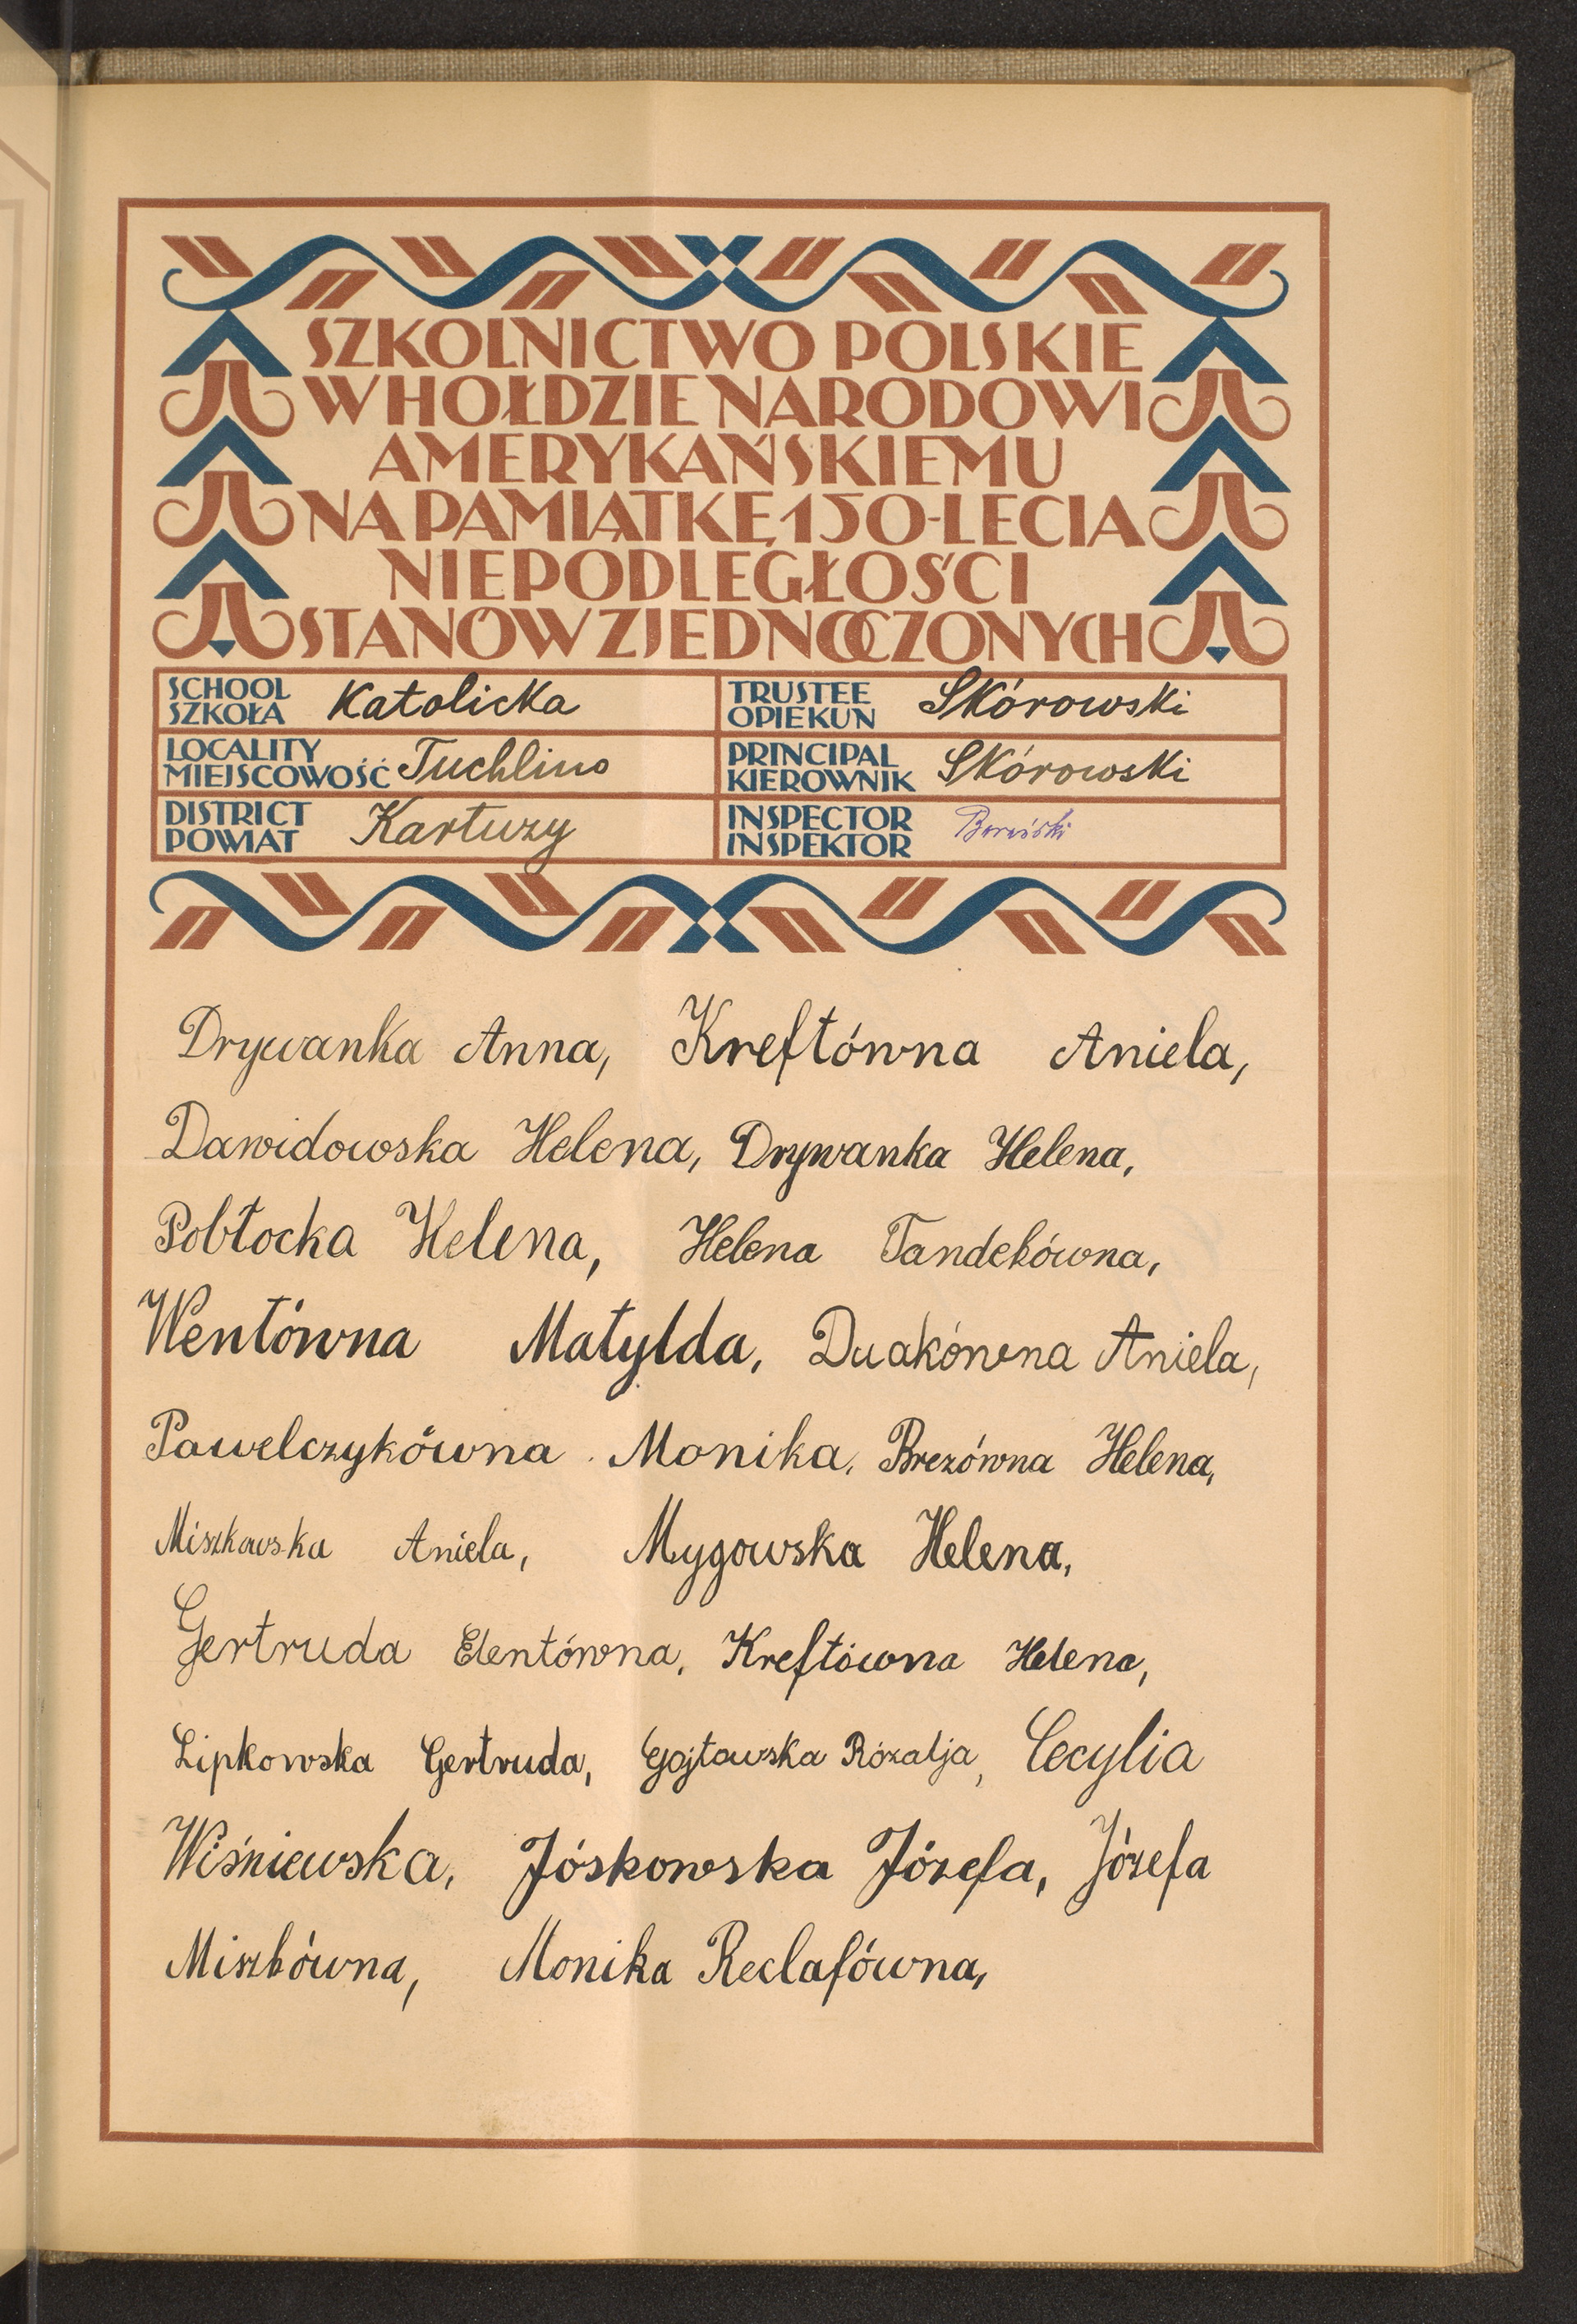 SZKOLNICTWO POLSKIE
W HOŁDZIE NARODOWI
AMERYKAŃSKIEMU
NA PAMIĄTKĘ 150-LECIA
NIEPODLEGŁOŚCI
STANÓW ZJEDNOCZONYCH
SCHOOL
SZKOŁA Katolicka
TRUSTEE
OPIEKUN Skórowski
LOCALITY
MIEJSCOWOŚĆ Tuchlino
PRINCIPAL
KIEROWNIK Skórowski
DISTRICT
POWIAT Kartuzy
INSPECTOR
INSPEKTOR
Drywanka Anna, Kreftówna Aniela,
Dawidowska Helena, Drywanka Helena,
Pobłocka Helena, Helena Tandekówna,
Wentówna Matylda, Duakówna Aniela,
Pawelczykówna Monika, Brezówna Helena,
Miszkowska Aniela, Mygowska Helena,
Gertruda Elentówna, Kreftówna Helena,
Lipkowska Gertruda, Gojtowska Rózalja, Cecylia
Wiśniewska, Jóskowska Józefa, Józefa
Miszkówna, Monika Reclafówna,